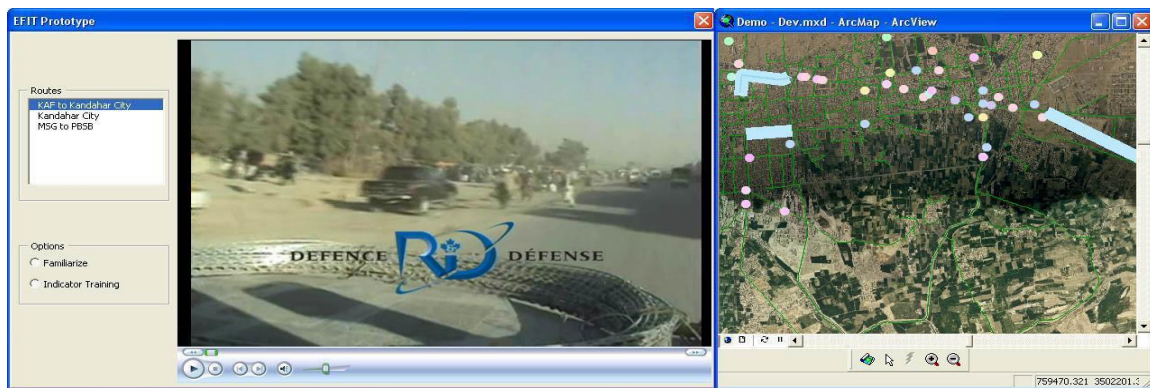 EFIT Prototype
Routes
KAF to Kandahar City
Kandahar City
MSG to PBSB
Options
Familiarize
Indicator Training
DEFENCE R&D DÉFENSE
Demo - Dev.mxd - ArcMap - ArcView
759470.321 3502201.3